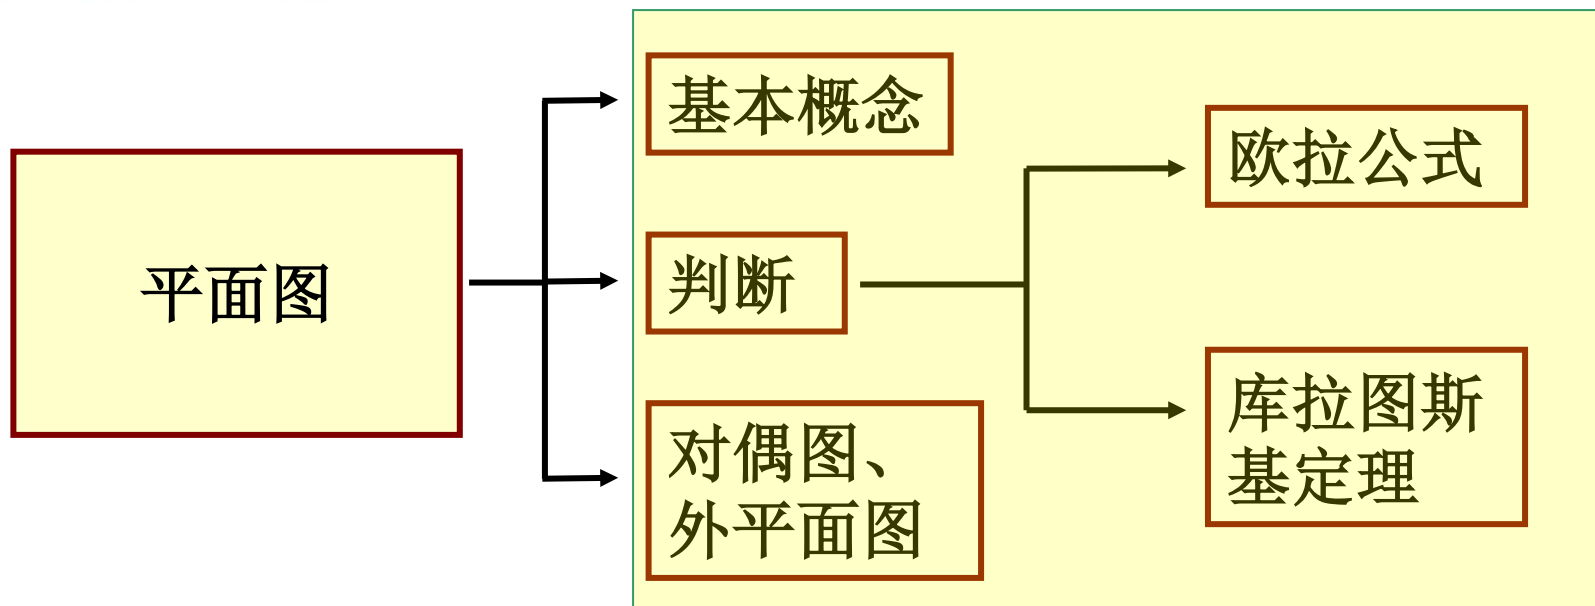 平面图
基本概念
判断
对偶图、
外平面图
欧拉公式
库拉图斯
基定理